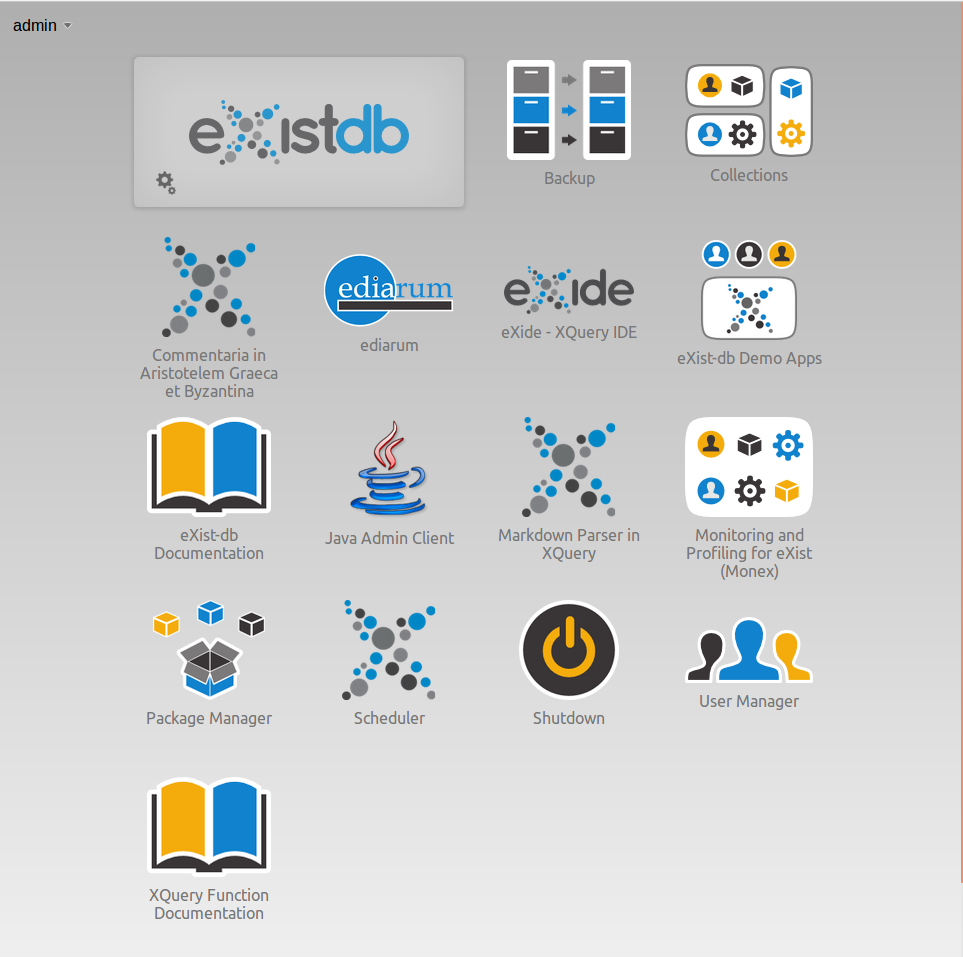 admin
existdb
Backup
Collections
Commentaria in
Aristotelem Graeca
et Byzantina
ediarum
ediarum
exide
eXide - XQuery IDE
eXist-db Demo Apps
eXist-db
Documentation
Java Admin Client
Markdown Parser in
XQuery
Monitoring and
Profiling for eXist
(Monex)
Package Manager
Scheduler
Shutdown
User Manager
XQuery Function
Documentation